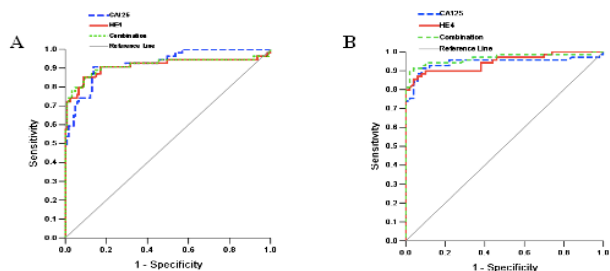 A
CA125
HE4
Combination
Reference Line
1.0
0.9
0.8
0.7
0.6
0.5
0.4
0.3
0.2
0.1
0.0
Sensitivity
0.0 0.2 0.4 0.6 0.8 1.0
1 - Specificity
B
CA125
HE4
Combination
Reference Line
1.0
0.9
0.8
0.7
0.6
0.5
0.4
0.3
0.2
0.1
0.0
Sensitivity
0.0 0.2 0.4 0.6 0.8 1.0
1 - Specificity